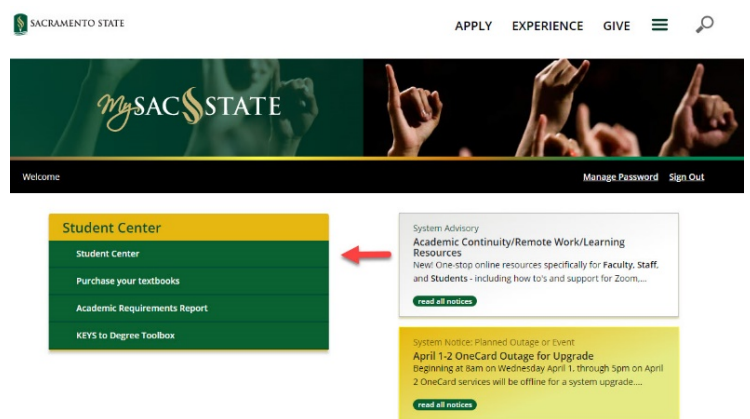 SACRAMENTO STATE
APPLY EXPERIENCE GIVE
MySAC STATE
Welcome
Manage Password Sign Out
Student Center
Student Center
Purchase your textbooks
Academic Requirements Report
KEYS to Degree Toolbox
System Advisory
Academic Continuity/Remote Work/Learning
Resources
New! One-stop online resources specifically for Faculty, Staff,
and Students - including how to's and support for Zoom,...
read all notices
System Notice: Planned Outage or Event
April 1-2 OneCard Outage for Upgrade
Beginning at 8am on Wednesday April 1, through 5pm on April
2 OneCard services will be offline for a system upgrade....
read all notices